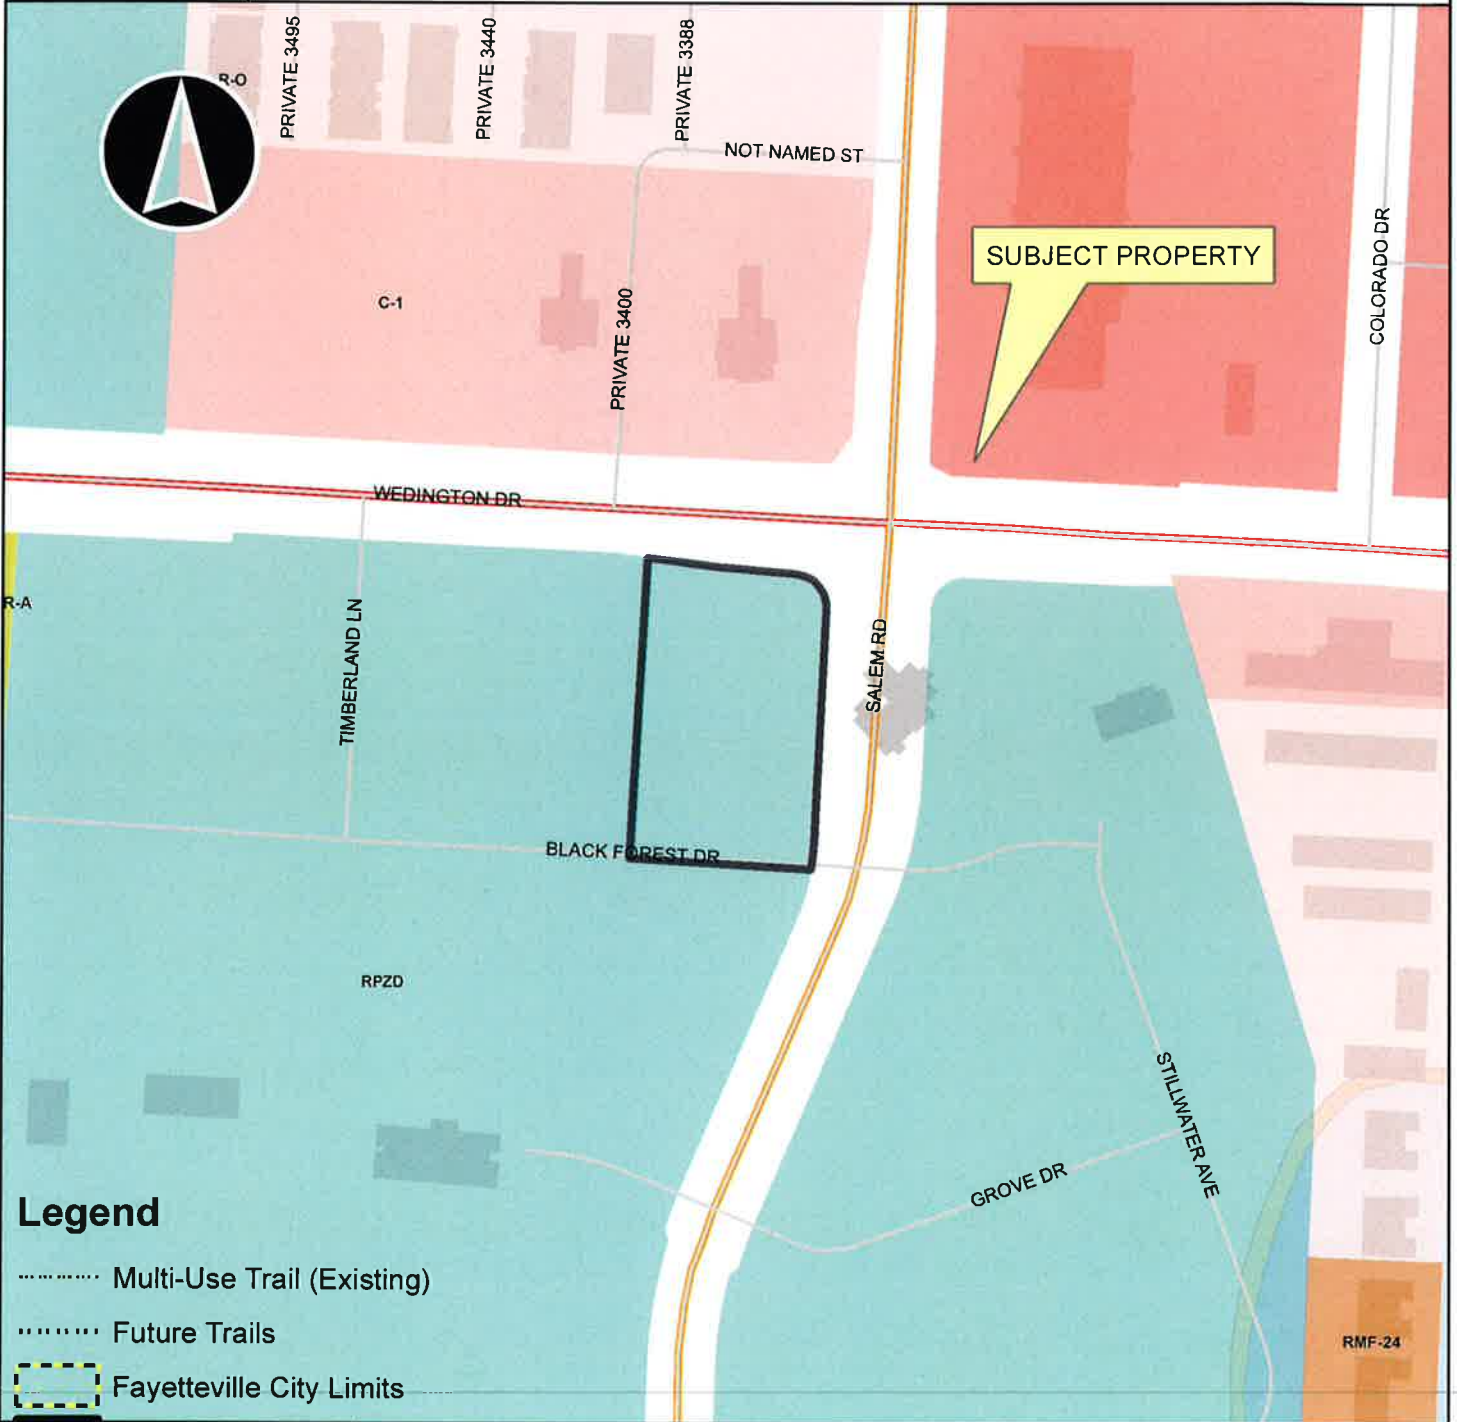 PRIVATE 3495
PRIVATE 3440
PRIVATE 3388
R-O
NOT NAMED ST
SUBJECT PROPERTY
COLORADO DR
C-1
PRIVATE 3400
WEDINGTON DR
R-A
TIMBERLAND LN
SALEM RD
BLACK FOREST DR
RPZD
STILLWATER AVE
GROVE DR
Legend
Multi-Use Trail (Existing)
Future Trails
Fayetteville City Limits
RMF-24